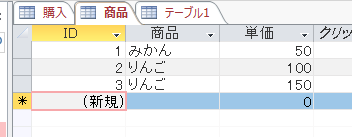 購入 商品 テーブル1
ID 商品 単価 クリッ
1 みかん 50
2 りんご 100
3 りんご 150
* (新規) 0